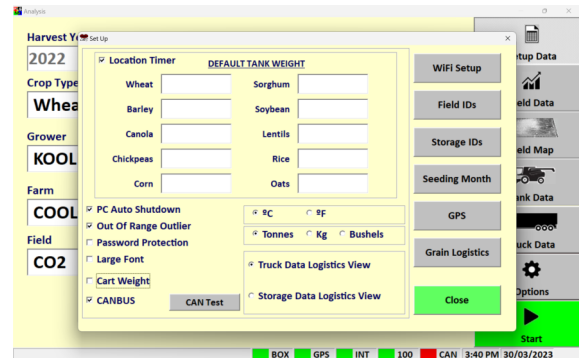 Analysis
Harvest Y
2022
Crop Type
Whea
Grower
KOOL
Farm
COOL
Field
CO2
Set Up
Location Timer
DEFAULT TANK WEIGHT
Wheat Sorghum
Barley Soybean
Canola Lentils
Chickpeas Rice
Corn Oats
PC Auto Shutdown
Out Of Range Outlier
Password Protection
Large Font
Cart Weight
CANBUS
CAN Test
ºC ºF
Tonnes Kg Bushels
Truck Data Logistics View
Storage Data Logistics View
WiFi Setup
Field IDs
Storage IDs
Seeding Month
GPS
Grain Logistics
Close
tup Data
eld Data
eld Map
ank Data
uck Data
Options
Start
BOX GPS INT 100 CAN 3:40 PM 30/03/2023